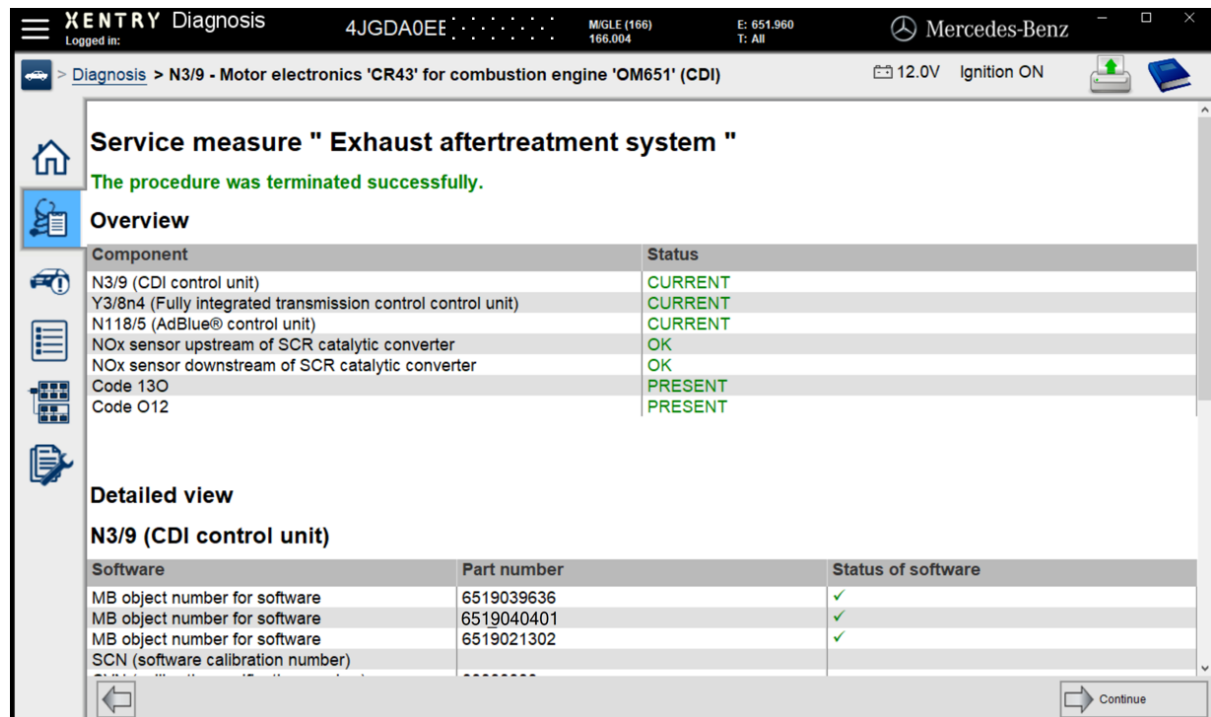 XENTRY Diagnosis
Logged in:
4JGDA0EE
M/GLE (166)
166.004
E: 651.960
T: All
Mercedes-Benz
> Diagnosis > N3/9 - Motor electronics 'CR43' for combustion engine 'OM651' (CDI)
12.0V Ignition ON
Service measure " Exhaust aftertreatment system "
The procedure was terminated successfully.
Overview
Component Status
N3/9 (CDI control unit) CURRENT
Y3/8n4 (Fully integrated transmission control control unit) CURRENT
N118/5 (AdBlue® control unit) CURRENT
NOx sensor upstream of SCR catalytic converter OK
NOx sensor downstream of SCR catalytic converter OK
Code 13O PRESENT
Code O12 PRESENT
Detailed view
N3/9 (CDI control unit)
Software Part number Status of software
MB object number for software 6519039636 ✓
MB object number for software 6519040401 ✓
MB object number for software 6519021302 ✓
SCN (software calibration number)
Continue